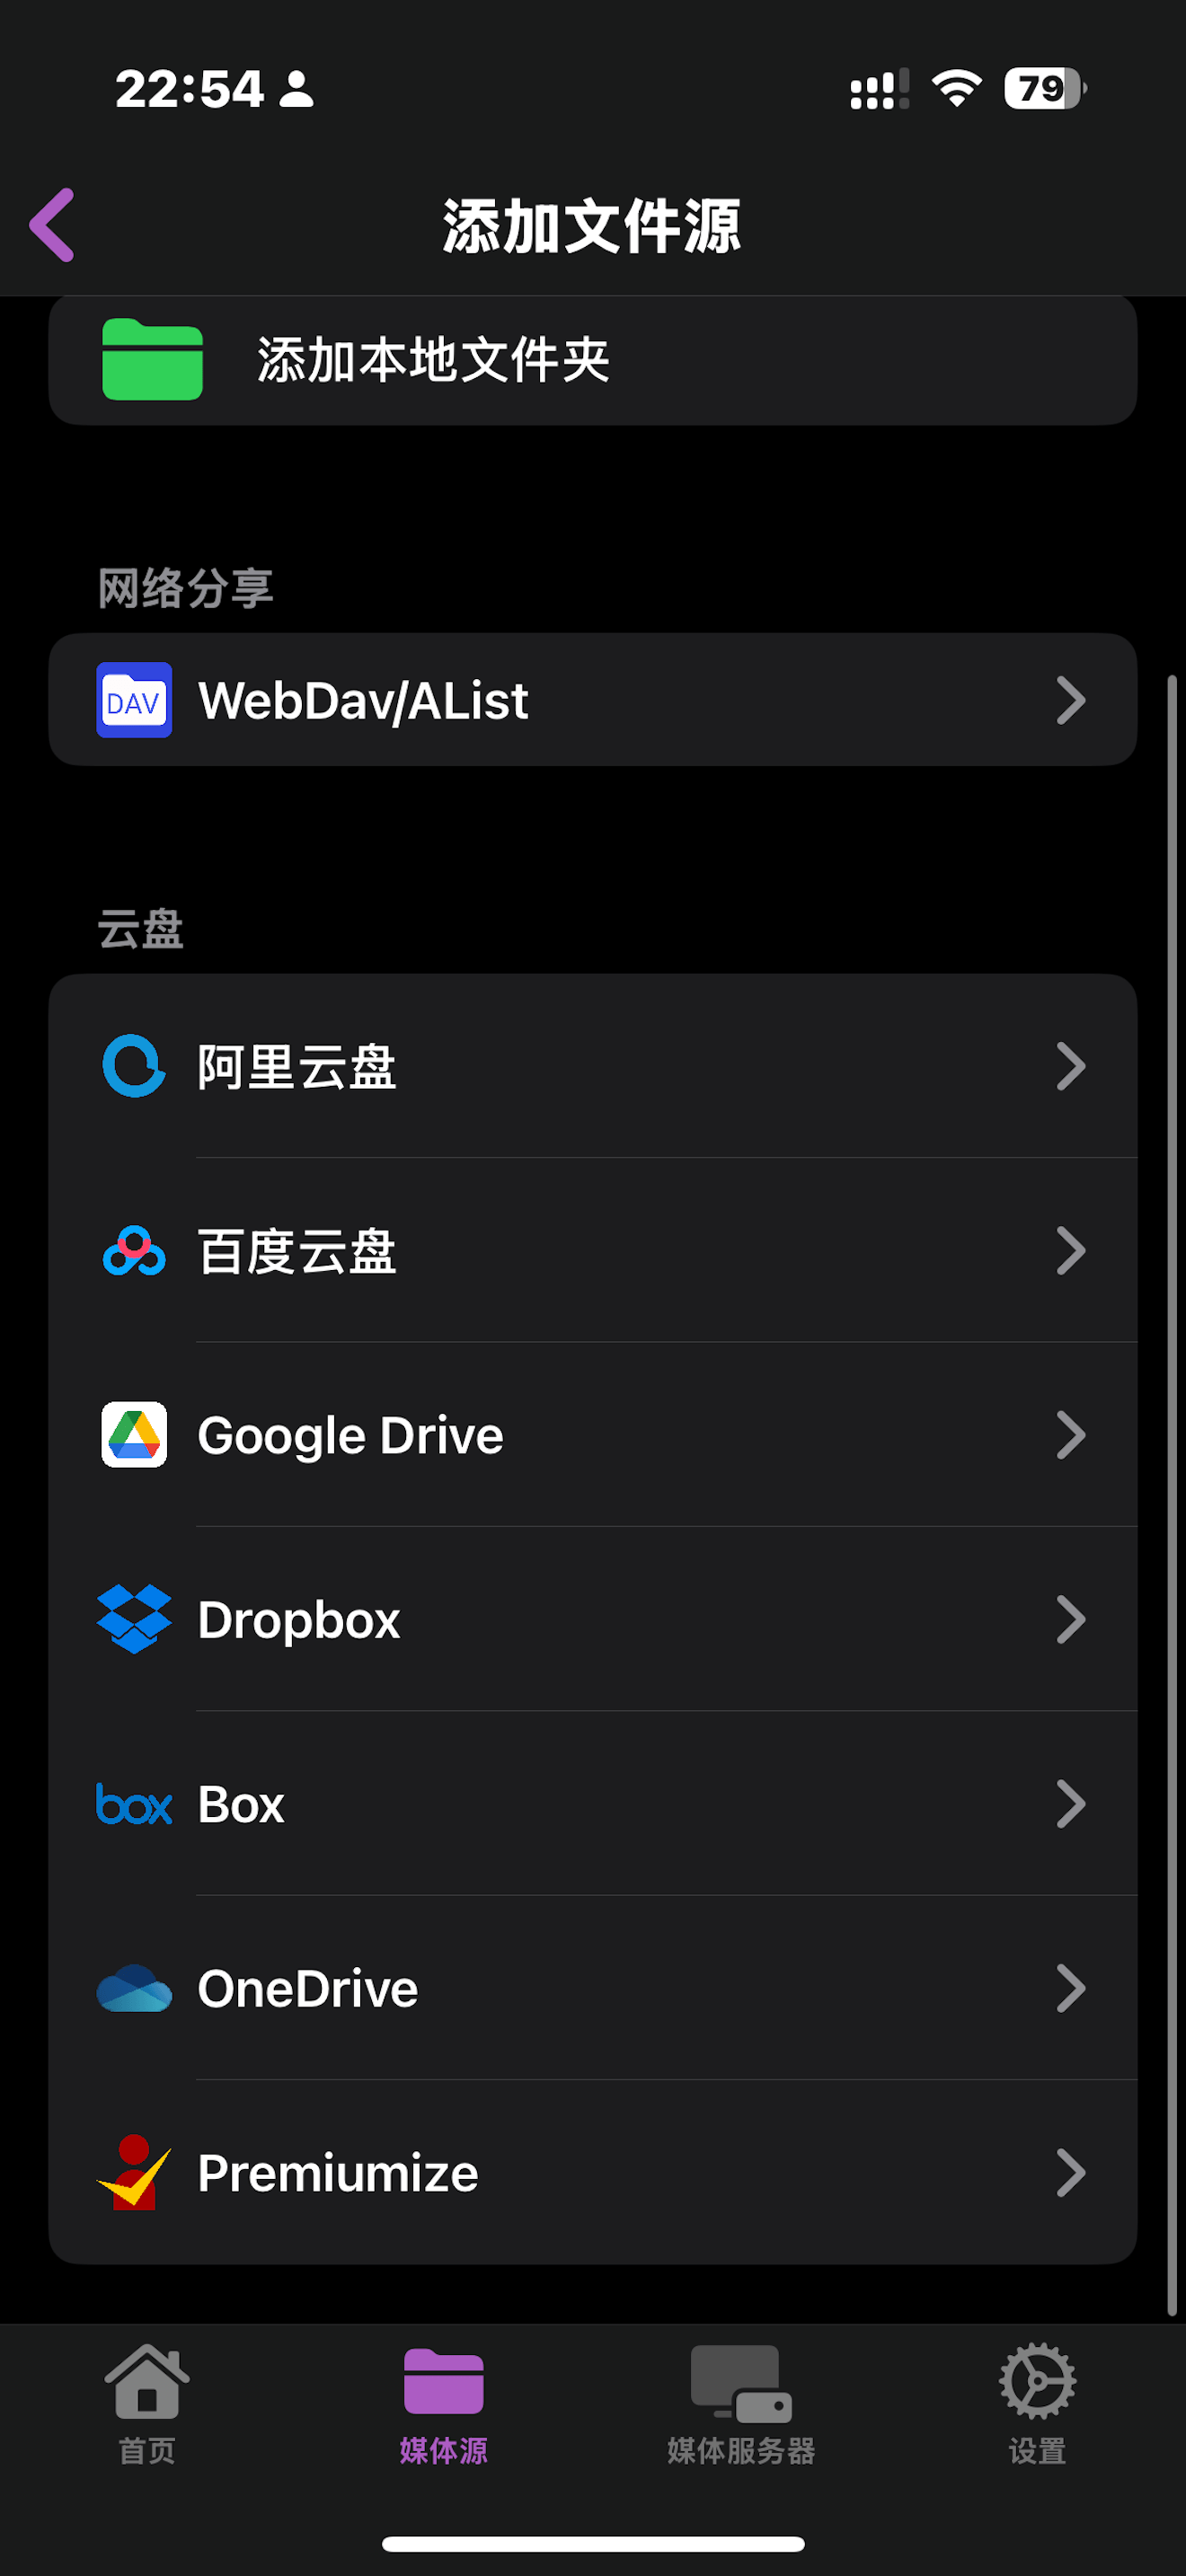 22:54
79
添加文件源
添加本地文件夹
网络分享
DAV WebDav/AList
云盘
阿里云盘
百度云盘
Google Drive
Dropbox
box Box
OneDrive
Premiumize
首页 媒体源 媒体服务器 设置